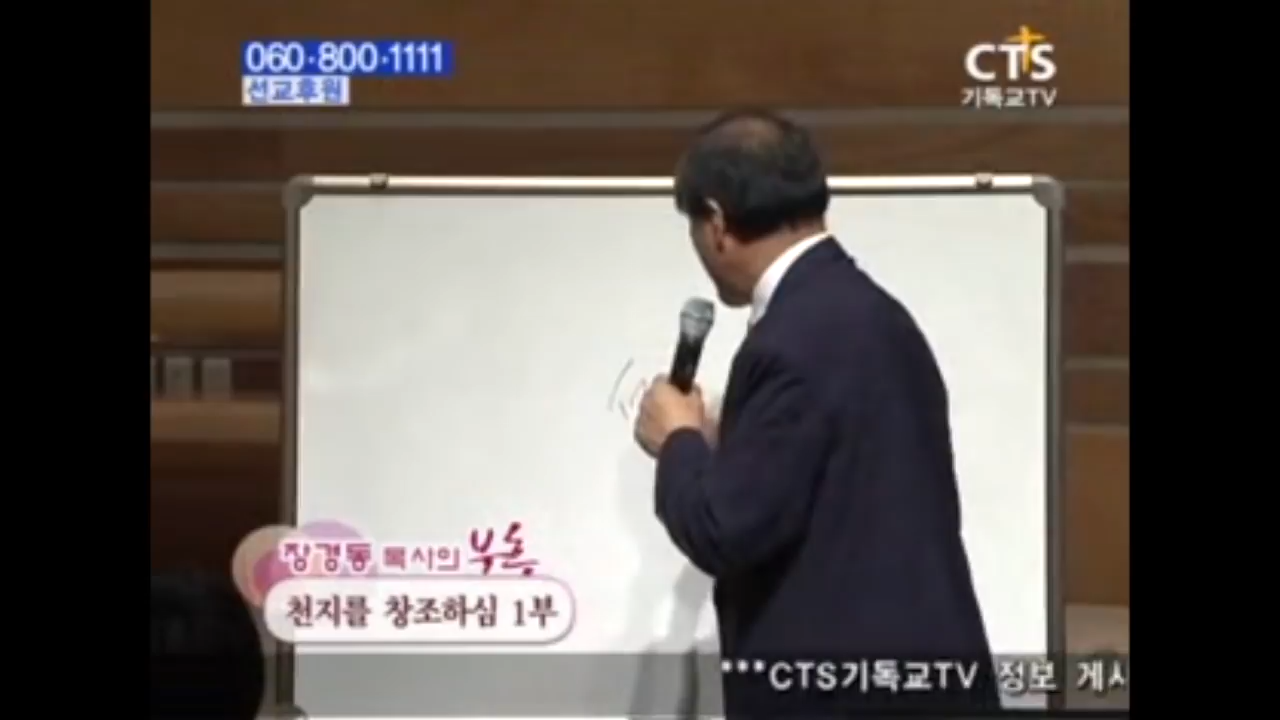 060·800·1111
선교후원
CTS
기독교TV
장경동 목사의 부흥
천지를 창조하심 1부
***CTS기독교TV 정보 게시